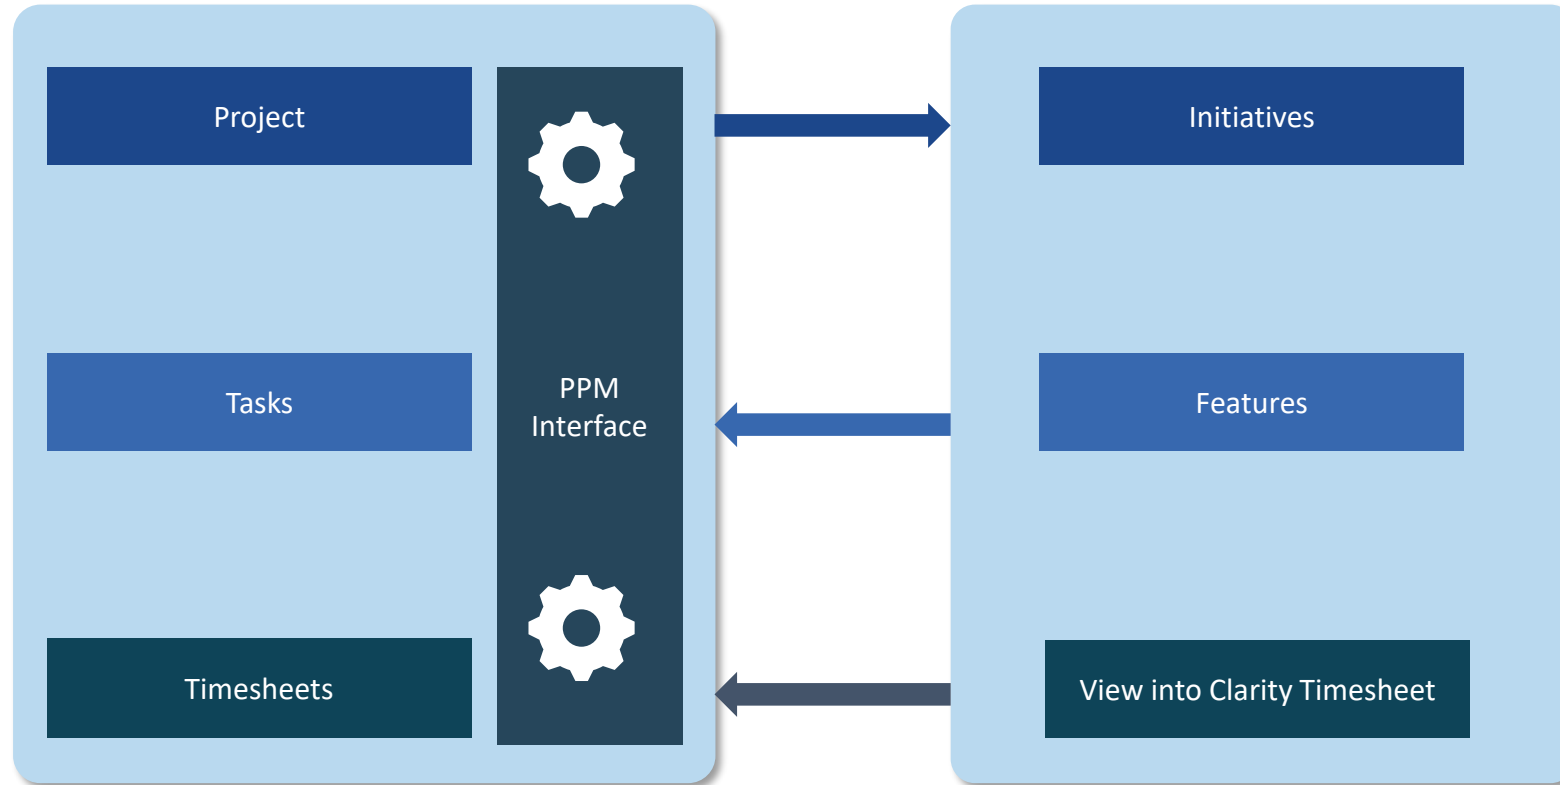 Project
Initiatives
Tasks
PPM
Interface
Features
Timesheets
View into Clarity Timesheet